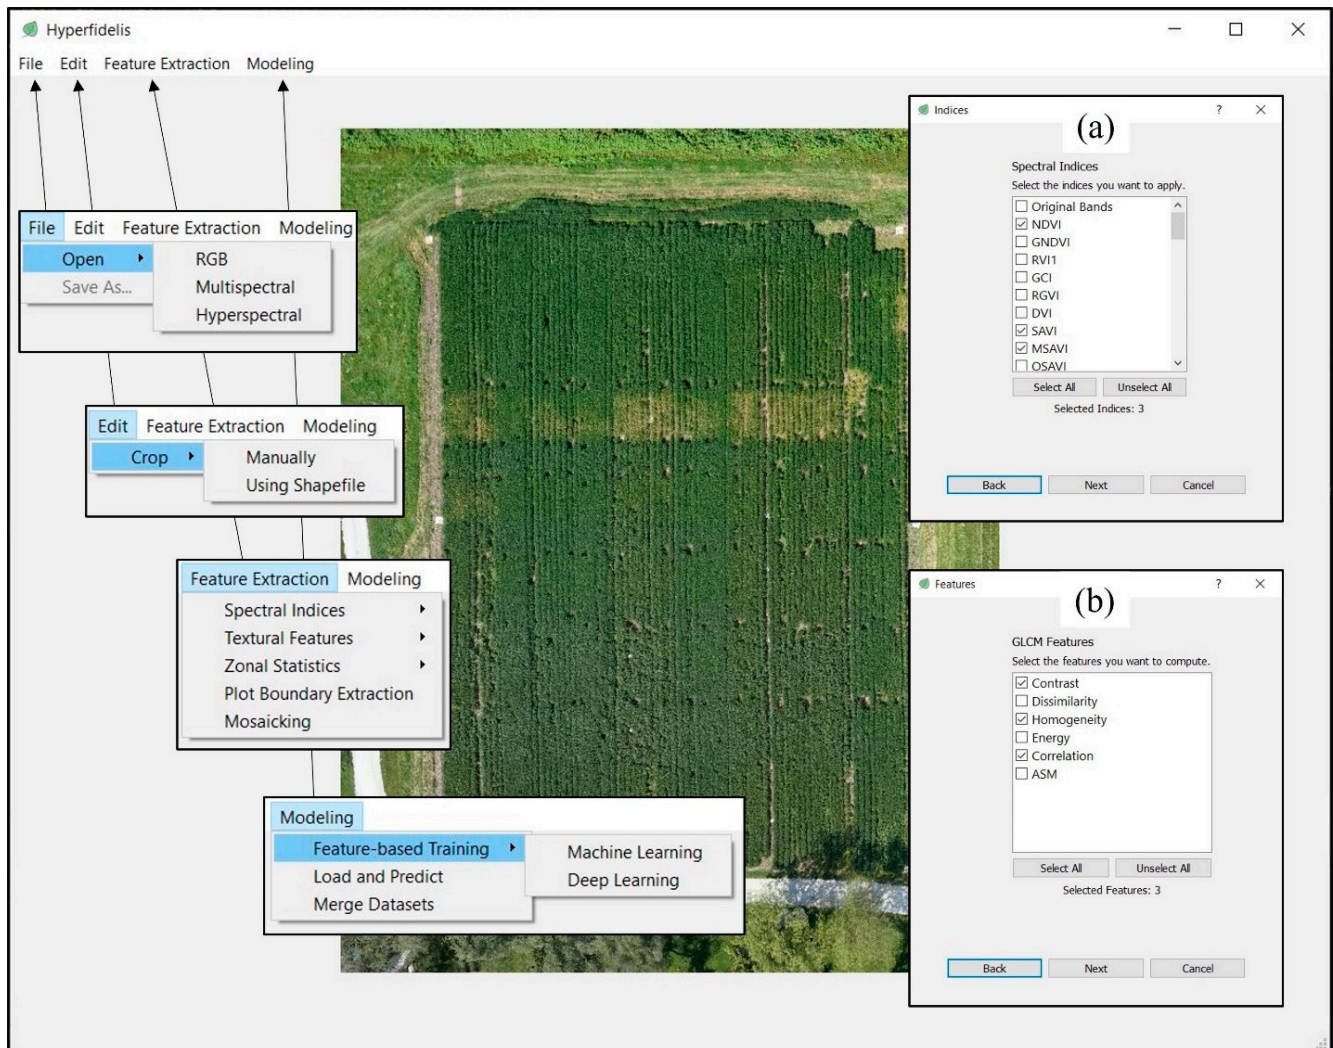 Hyperfidelis
File Edit Feature Extraction Modeling
File Edit Feature Extraction Modeling
Open
Save As...
RGB
Multispectral
Hyperspectral
Edit Feature Extraction Modeling
Crop
Manually
Using Shapefile
Feature Extraction Modeling
Spectral Indices
Textural Features
Zonal Statistics
Plot Boundary Extraction
Mosaicking
Modeling
Feature-based Training
Load and Predict
Merge Datasets
Machine Learning
Deep Learning
Indices ?
(a)
Spectral Indices
Select the indices you want to apply.
Original Bands
NDVI
GNDVI
RVI1
GCI
RGVI
DVI
SAVI
MSAVI
OSAVI
Select All Unselect All
Selected Indices: 3
Back Next Cancel
Features ?
(b)
GLCM Features
Select the features you want to compute.
Contrast
Dissimilarity
Homogeneity
Energy
Correlation
ASM
Select All Unselect All
Selected Features: 3
Back Next Cancel